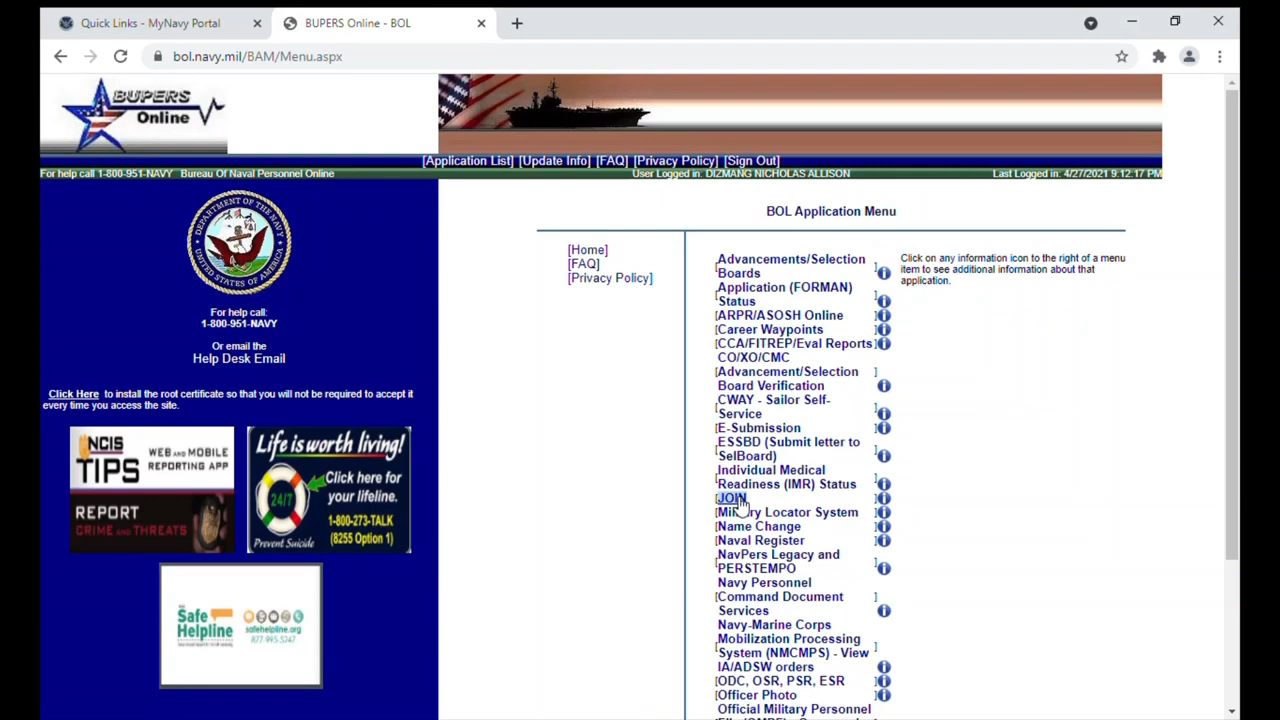 Quick Links - MyNavy Portal
BUPERS Online - BOL
bol.navy.mil/BAM/Menu.aspx
BUPERS
Online
[Application List] [Update Info] [FAQ] [Privacy Policy] [Sign Out]
For help call 1-800-951-NAVY Bureau Of Naval Personnel Online
User Logged in: DIZMANG NICHOLAS ALLISON
Last Logged in: 4/27/2021 9:12:17 PM
DEPARTMENT OF THE NAVY
UNITED STATES OF AMERICA
For help call:
1-800-951-NAVY
Or email the
Help Desk Email
Click Here to install the root certificate so that you will not be required to accept it
every time you access the site.
NCIS
TIPS
WEB AND MOBILE
REPORTING APP
REPORT
CRIME AND THREATS
Life is worth living!
Click here for
your lifeline.
24/7
1-800-273-TALK
(8255 Option 1)
Prevent Suicide
Safe
Helpline
safehelpline.org
877-995-5247
BOL Application Menu
[Home]
[FAQ]
[Privacy Policy]
[Advancements/Selection
Boards]
[Application (FORMAN)
Status]
[ARPR/ASOSH Online]
[Career Waypoints]
[CCA/FITREP/Eval Reports]
CO/XO/CMC
[Advancement/Selection]
Board Verification
[CWAY - Sailor Self-
Service]
[E-Submission]
[ESSBD (Submit letter to
SelBoard)]
[Individual Medical
Readiness (IMR) Status]
[JOIN]
[Military Locator System]
[Name Change]
[Naval Register]
[NavPers Legacy and
PERSTEMPO]
Navy Personnel
[Command Document]
Services
Navy-Marine Corps
[Mobilization Processing
System (NMCMPS) - View]
IA/ADSW orders
[ODC, OSR, PSR, ESR]
[Officer Photo]
Official Military Personnel
Click on any information icon to the right of a menu
item to see additional information about that
application.